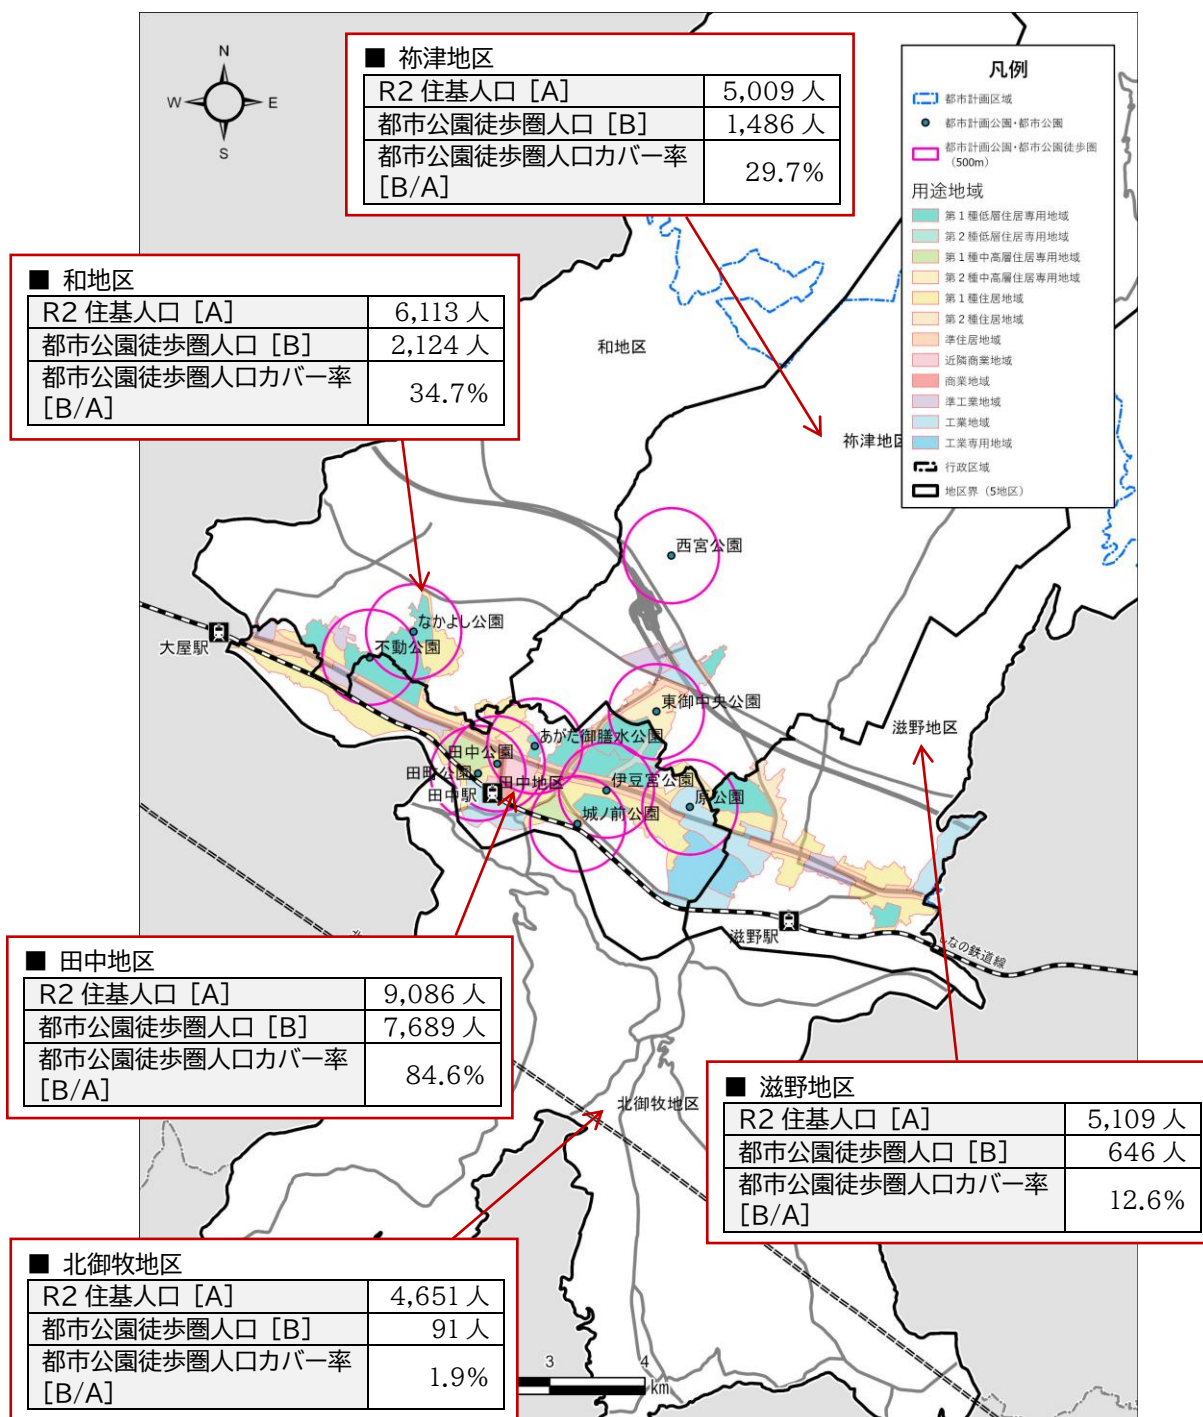 ■ 祢津地区
R2 住基人口 [A] 5,009 人
都市公園徒歩圏人口 [B] 1,486 人
都市公園徒歩圏人口カバー率
[B/A] 29.7%
N
W E
S
凡例
都市計画区域
都市計画公園・都市公園
都市計画公園・都市公園徒歩圏
(500m)
用途地域
第1種低層住居専用地域
第2種低層住居専用地域
第1種中高層住居専用地域
第2種中高層住居専用地域
第1種住居地域
第2種住居地域
準住居地域
近隣商業地域
商業地域
準工業地域
工業地域
工業専用地域
行政区域
地区界 (5地区)
■ 和地区
R2 住基人口 [A] 6,113 人
都市公園徒歩圏人口 [B] 2,124 人
都市公園徒歩圏人口カバー率
[B/A] 34.7%
和地区
祢津地区
西宮公園
なかよし公園
大屋駅
不動公園
東御中央公園
滋野地区
あがた御膳水公園
田中公園
田町公園
田中地区
田中駅
伊豆宮公園
原公園
城ノ前公園
滋野駅
しなの鉄道線
■ 田中地区
R2 住基人口 [A] 9,086 人
都市公園徒歩圏人口 [B] 7,689 人
都市公園徒歩圏人口カバー率
[B/A] 84.6%
北御牧地区
■ 滋野地区
R2 住基人口 [A] 5,109 人
都市公園徒歩圏人口 [B] 646 人
都市公園徒歩圏人口カバー率
[B/A] 12.6%
■ 北御牧地区
R2 住基人口 [A] 4,651 人
都市公園徒歩圏人口 [B] 91 人
都市公園徒歩圏人口カバー率
[B/A] 1.9%
3 4
km